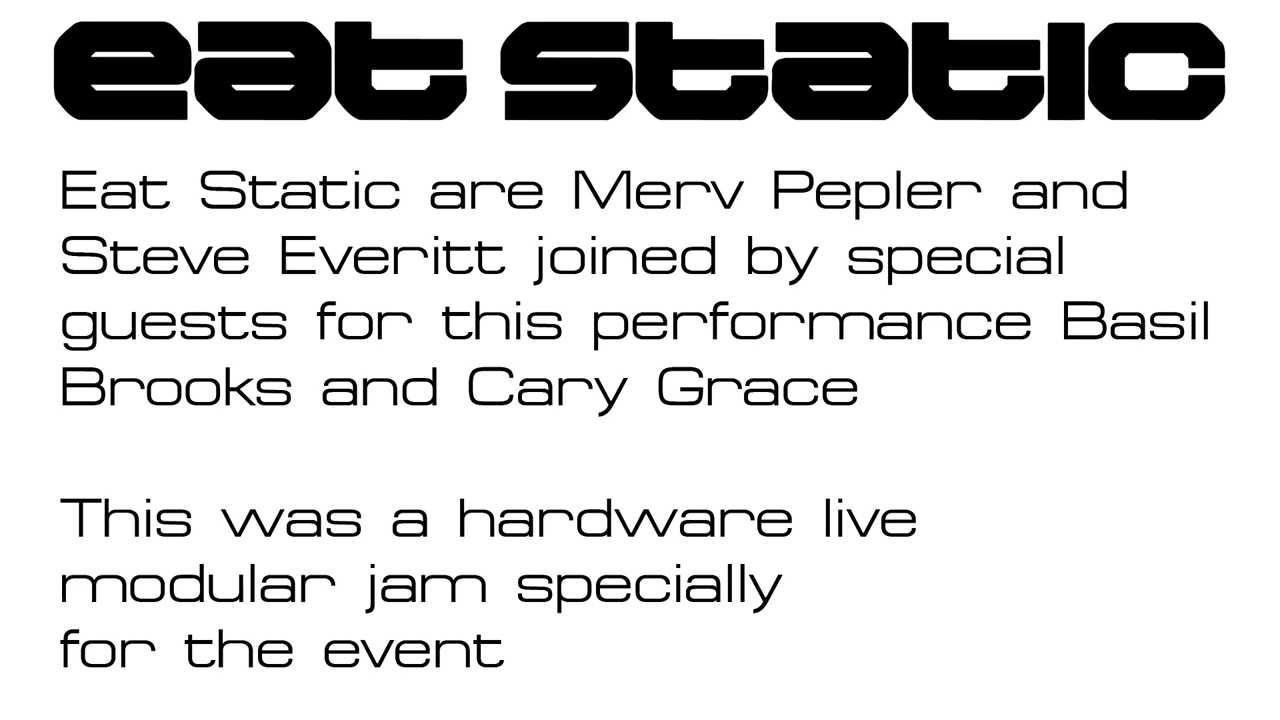 eat static
Eat Static are Merv Pepler and
Steve Everitt joined by special
guests for this performance Basil
Brooks and Cary Grace
This was a hardware live
modular jam specially
for the event